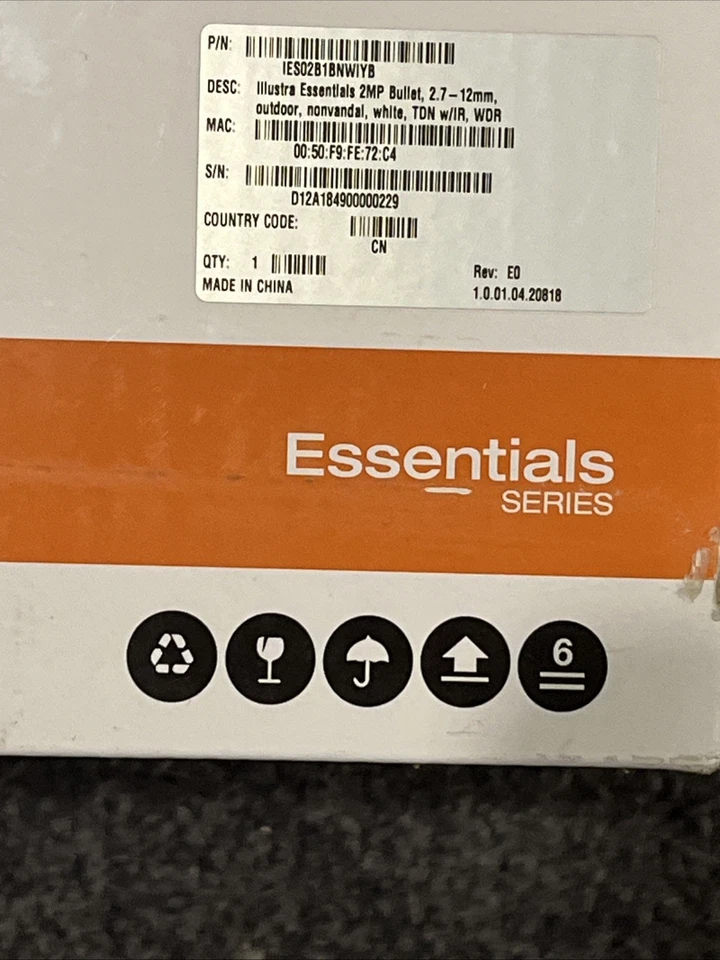 P/N:
IES02B1BNWIYB
DESC: Illustra Essentials 2MP Bullet, 2.7-12mm,
outdoor, nonvandal, white, TDN w/IR, WDR
MAC:
00:50:F9:FE:72:C4
S/N:
D12A184900000229
COUNTRY CODE:
CN
QTY: 1
Rev: E0
MADE IN CHINA
1.0.01.04.20818
Essentials
SERIES
6